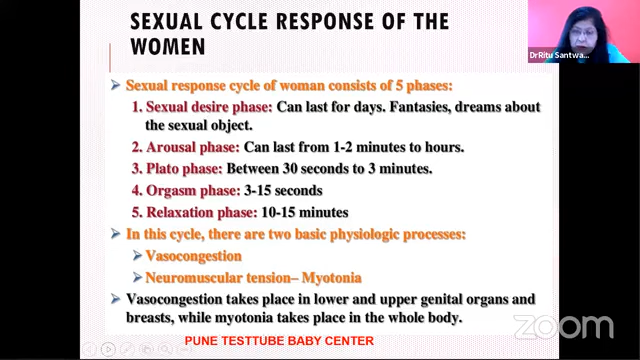 SEXUAL CYCLE RESPONSE OF THE
WOMEN
DrRitu Santwa...
Sexual response cycle of woman consists of 5 phases:
1. Sexual desire phase: Can last for days. Fantasies, dreams about
the sexual object.
2. Arousal phase: Can last from 1-2 minutes to hours.
3. Plato phase: Between 30 seconds to 3 minutes.
4. Orgasm phase: 3-15 seconds
5. Relaxation phase: 10-15 minutes
In this cycle, there are two basic physiologic processes:
Vasocongestion
Neuromuscular tension– Myotonia
Vasocongestion takes place in lower and upper genital organs and
breasts, while myotonia takes place in the whole body.
zoom
PUNE TESTTUBE BABY CENTER